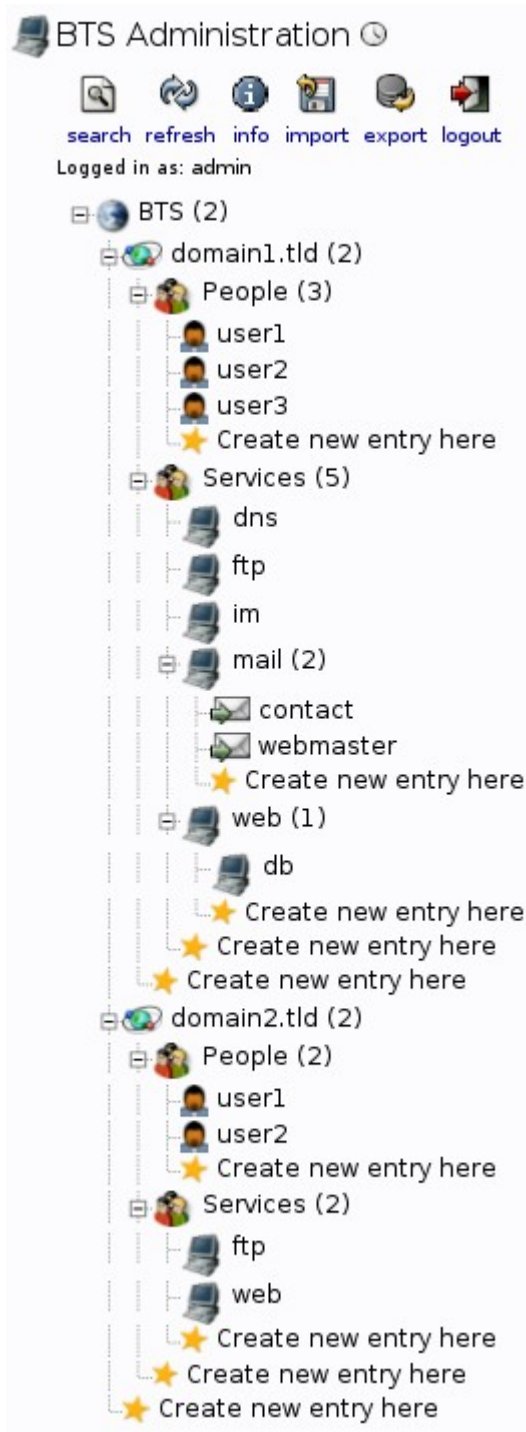 BTS Administration
search refresh info import export logout
Logged in as: admin
BTS (2)
domain1.tld (2)
People (3)
user1
user2
user3
Create new entry here
Services (5)
dns
ftp
im
mail (2)
contact
webmaster
Create new entry here
web (1)
db
Create new entry here
Create new entry here
Create new entry here
domain2.tld (2)
People (2)
user1
user2
Create new entry here
Services (2)
ftp
web
Create new entry here
Create new entry here
Create new entry here